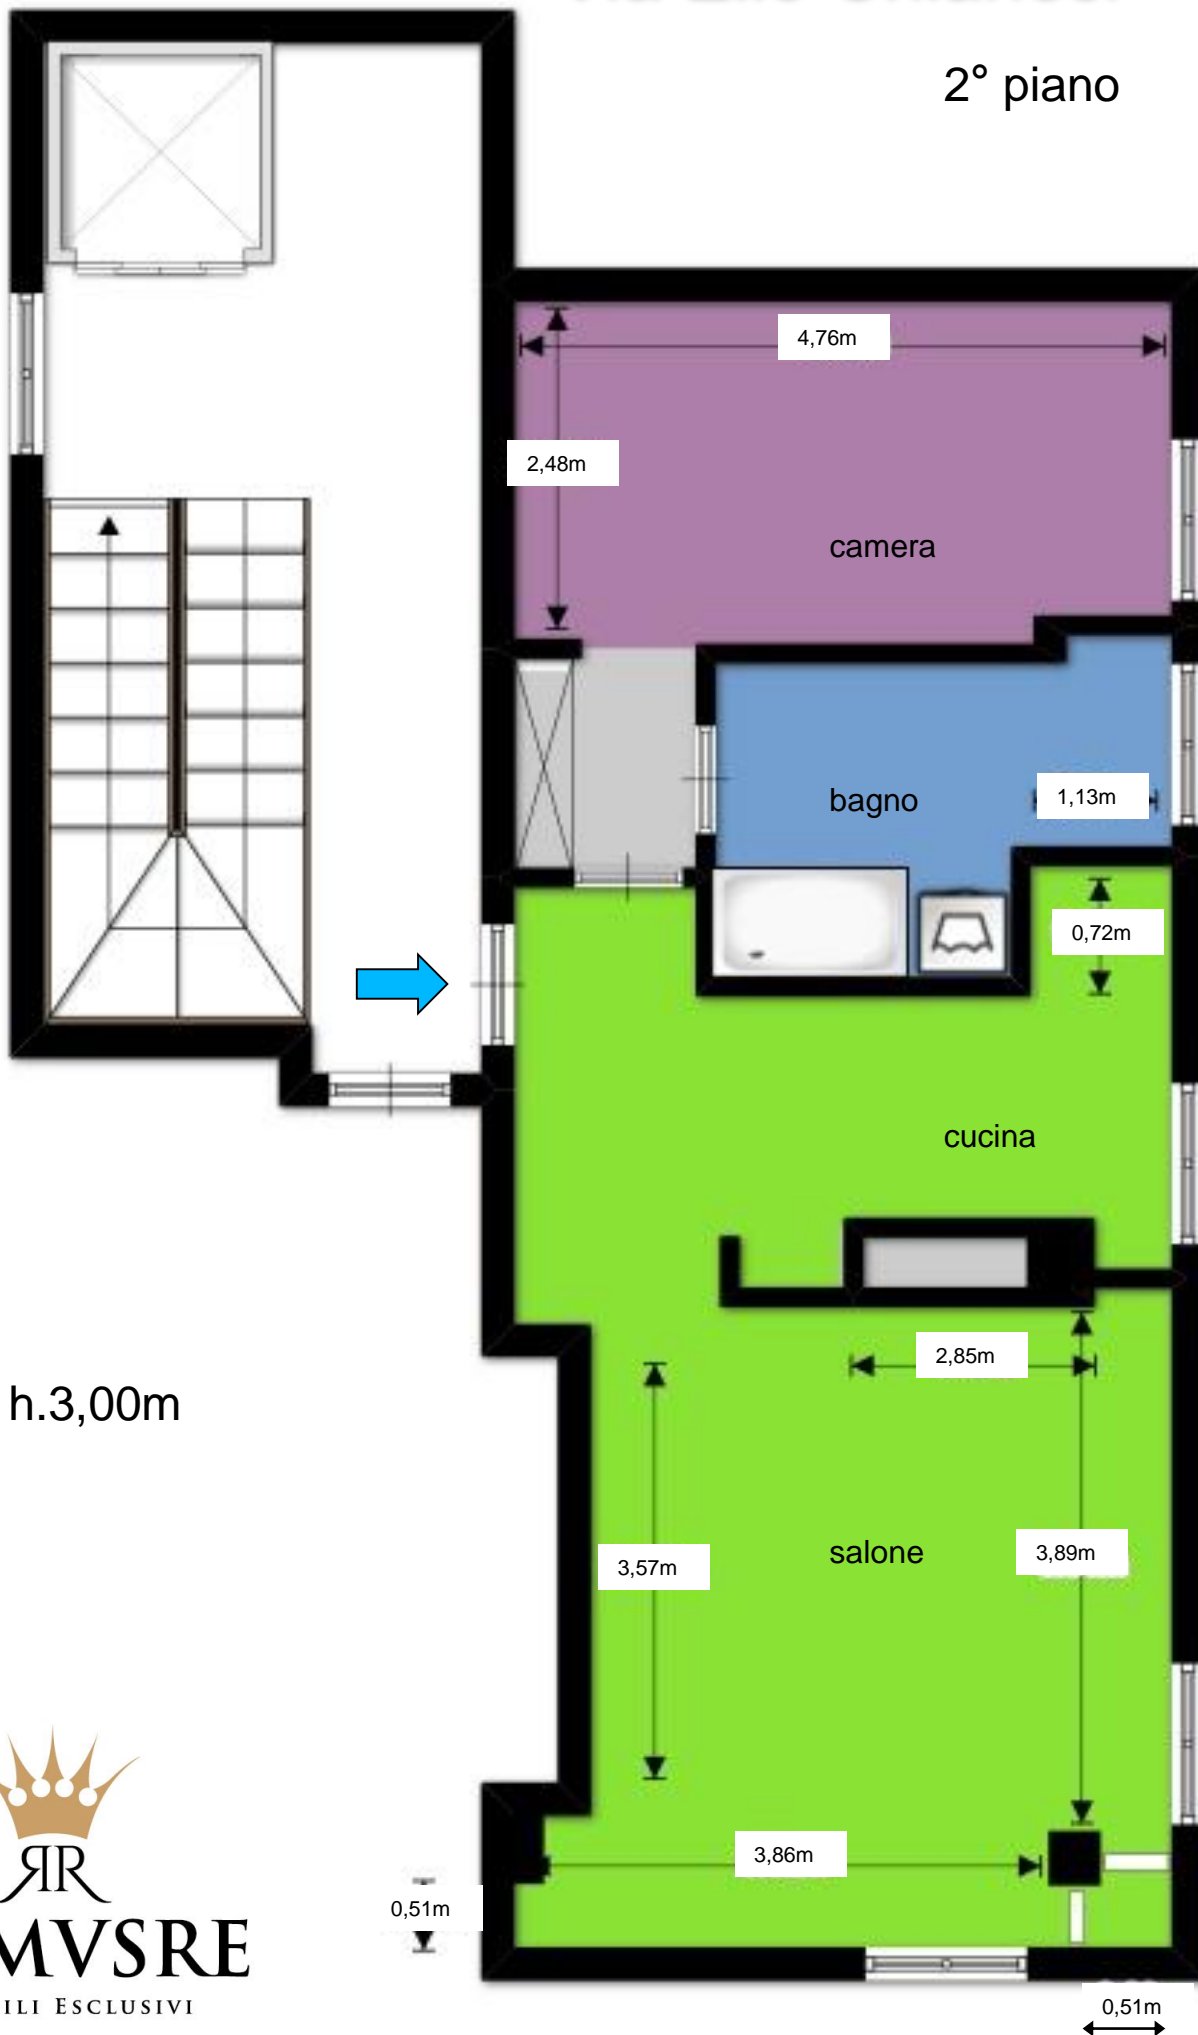 2° piano
4,76m
2,48m
camera
bagno
1,13m
0,72m
cucina
2,85m
h.3,00m
3,57m
salone
3,89m
3,86m
0,51m
RR
MVSRE
ILI ESCLUSIVI
0,51m